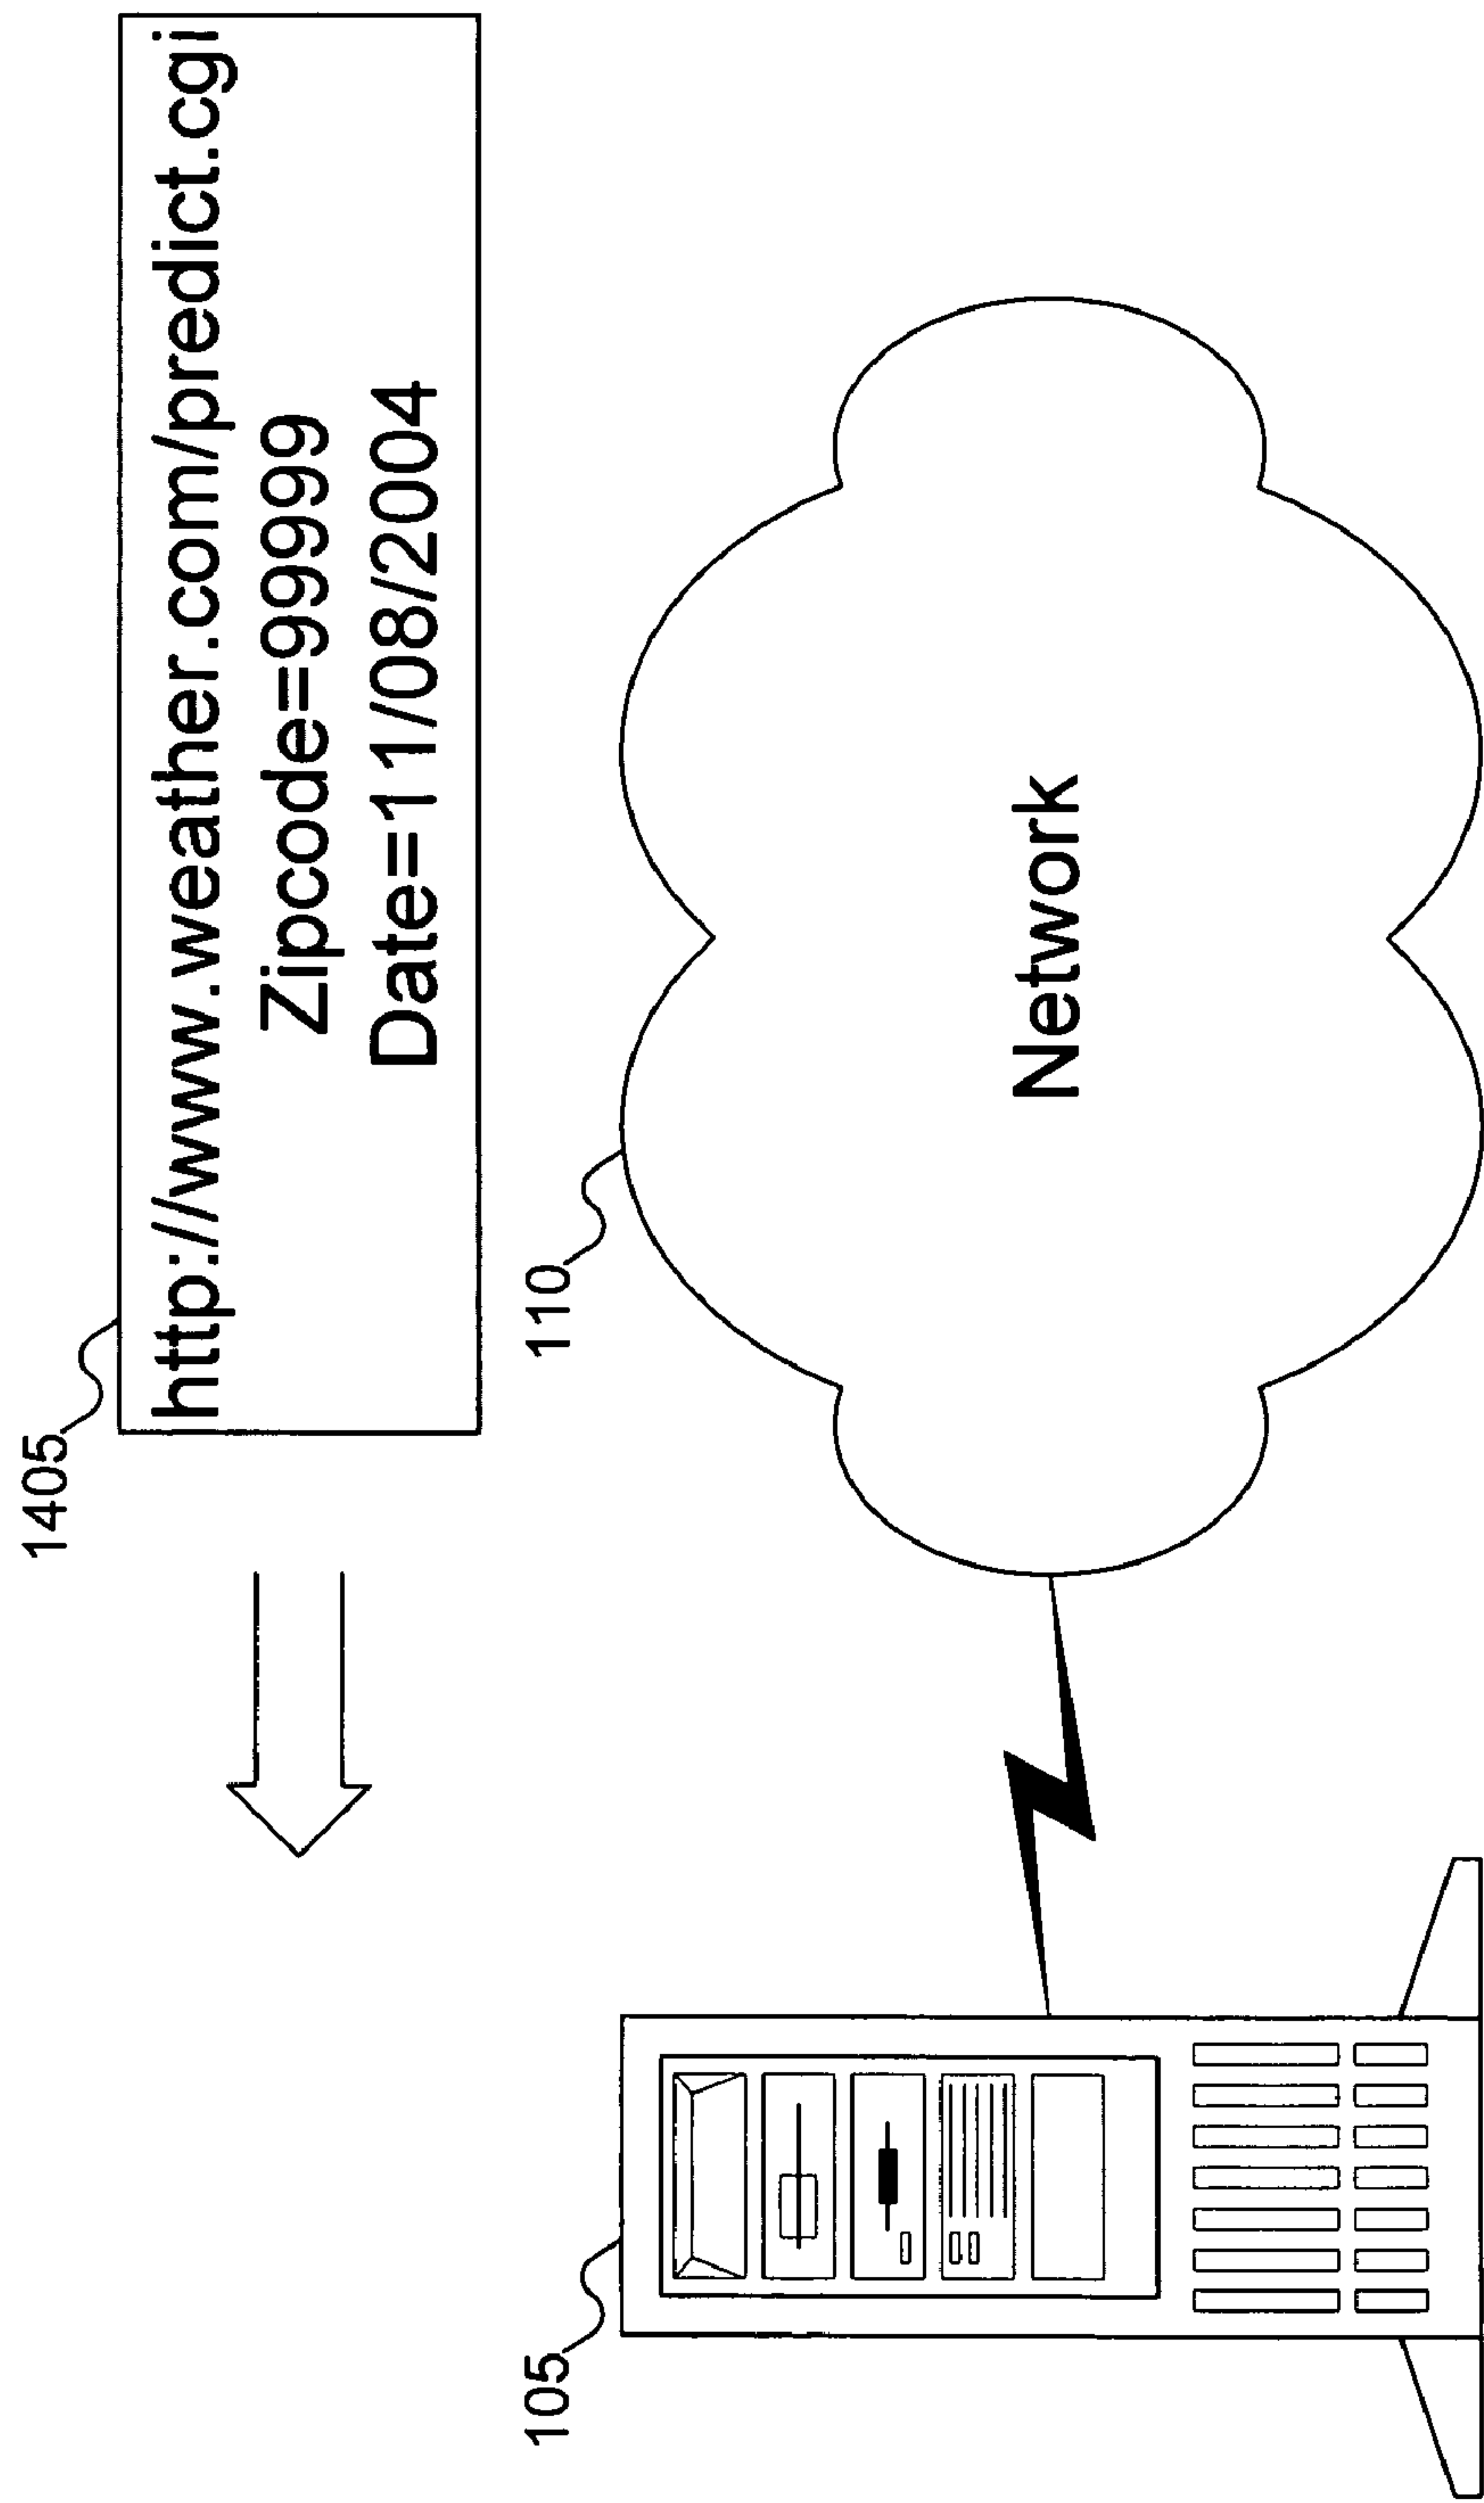 1405
http://www.weather.com/predict.cgi
Zipcode=99999
Date=11/08/2004
105
110
Network